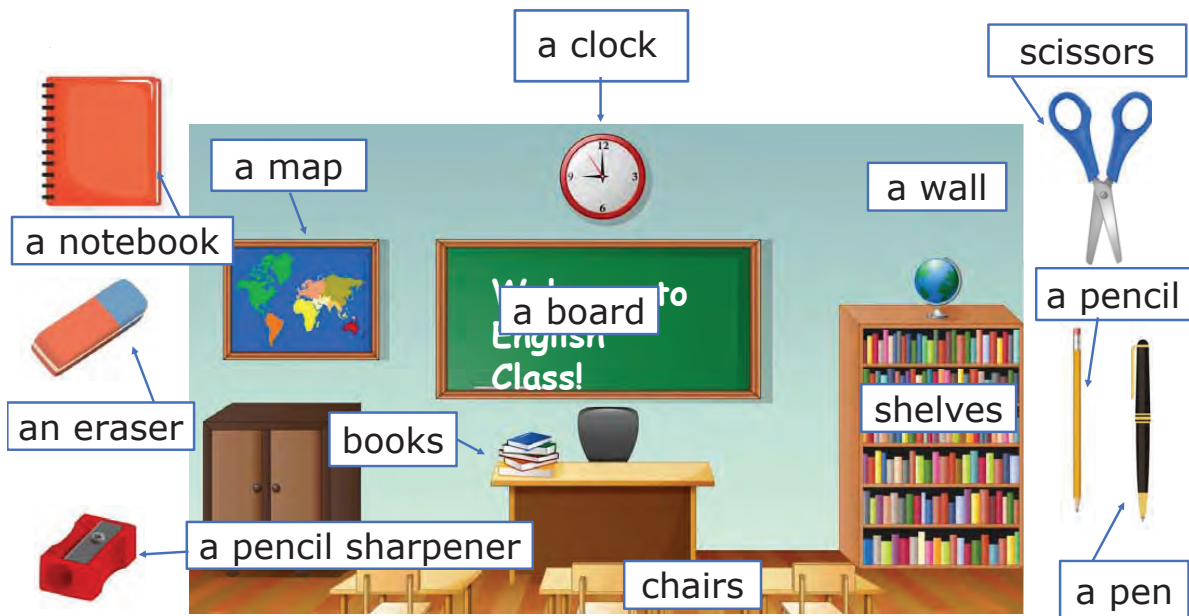 a clock
scissors
a map
a wall
a notebook
12
9
3
6
a pencil
to
a board
English
Class!
an eraser
books
shelves
a pencil sharpener
chairs
a pen